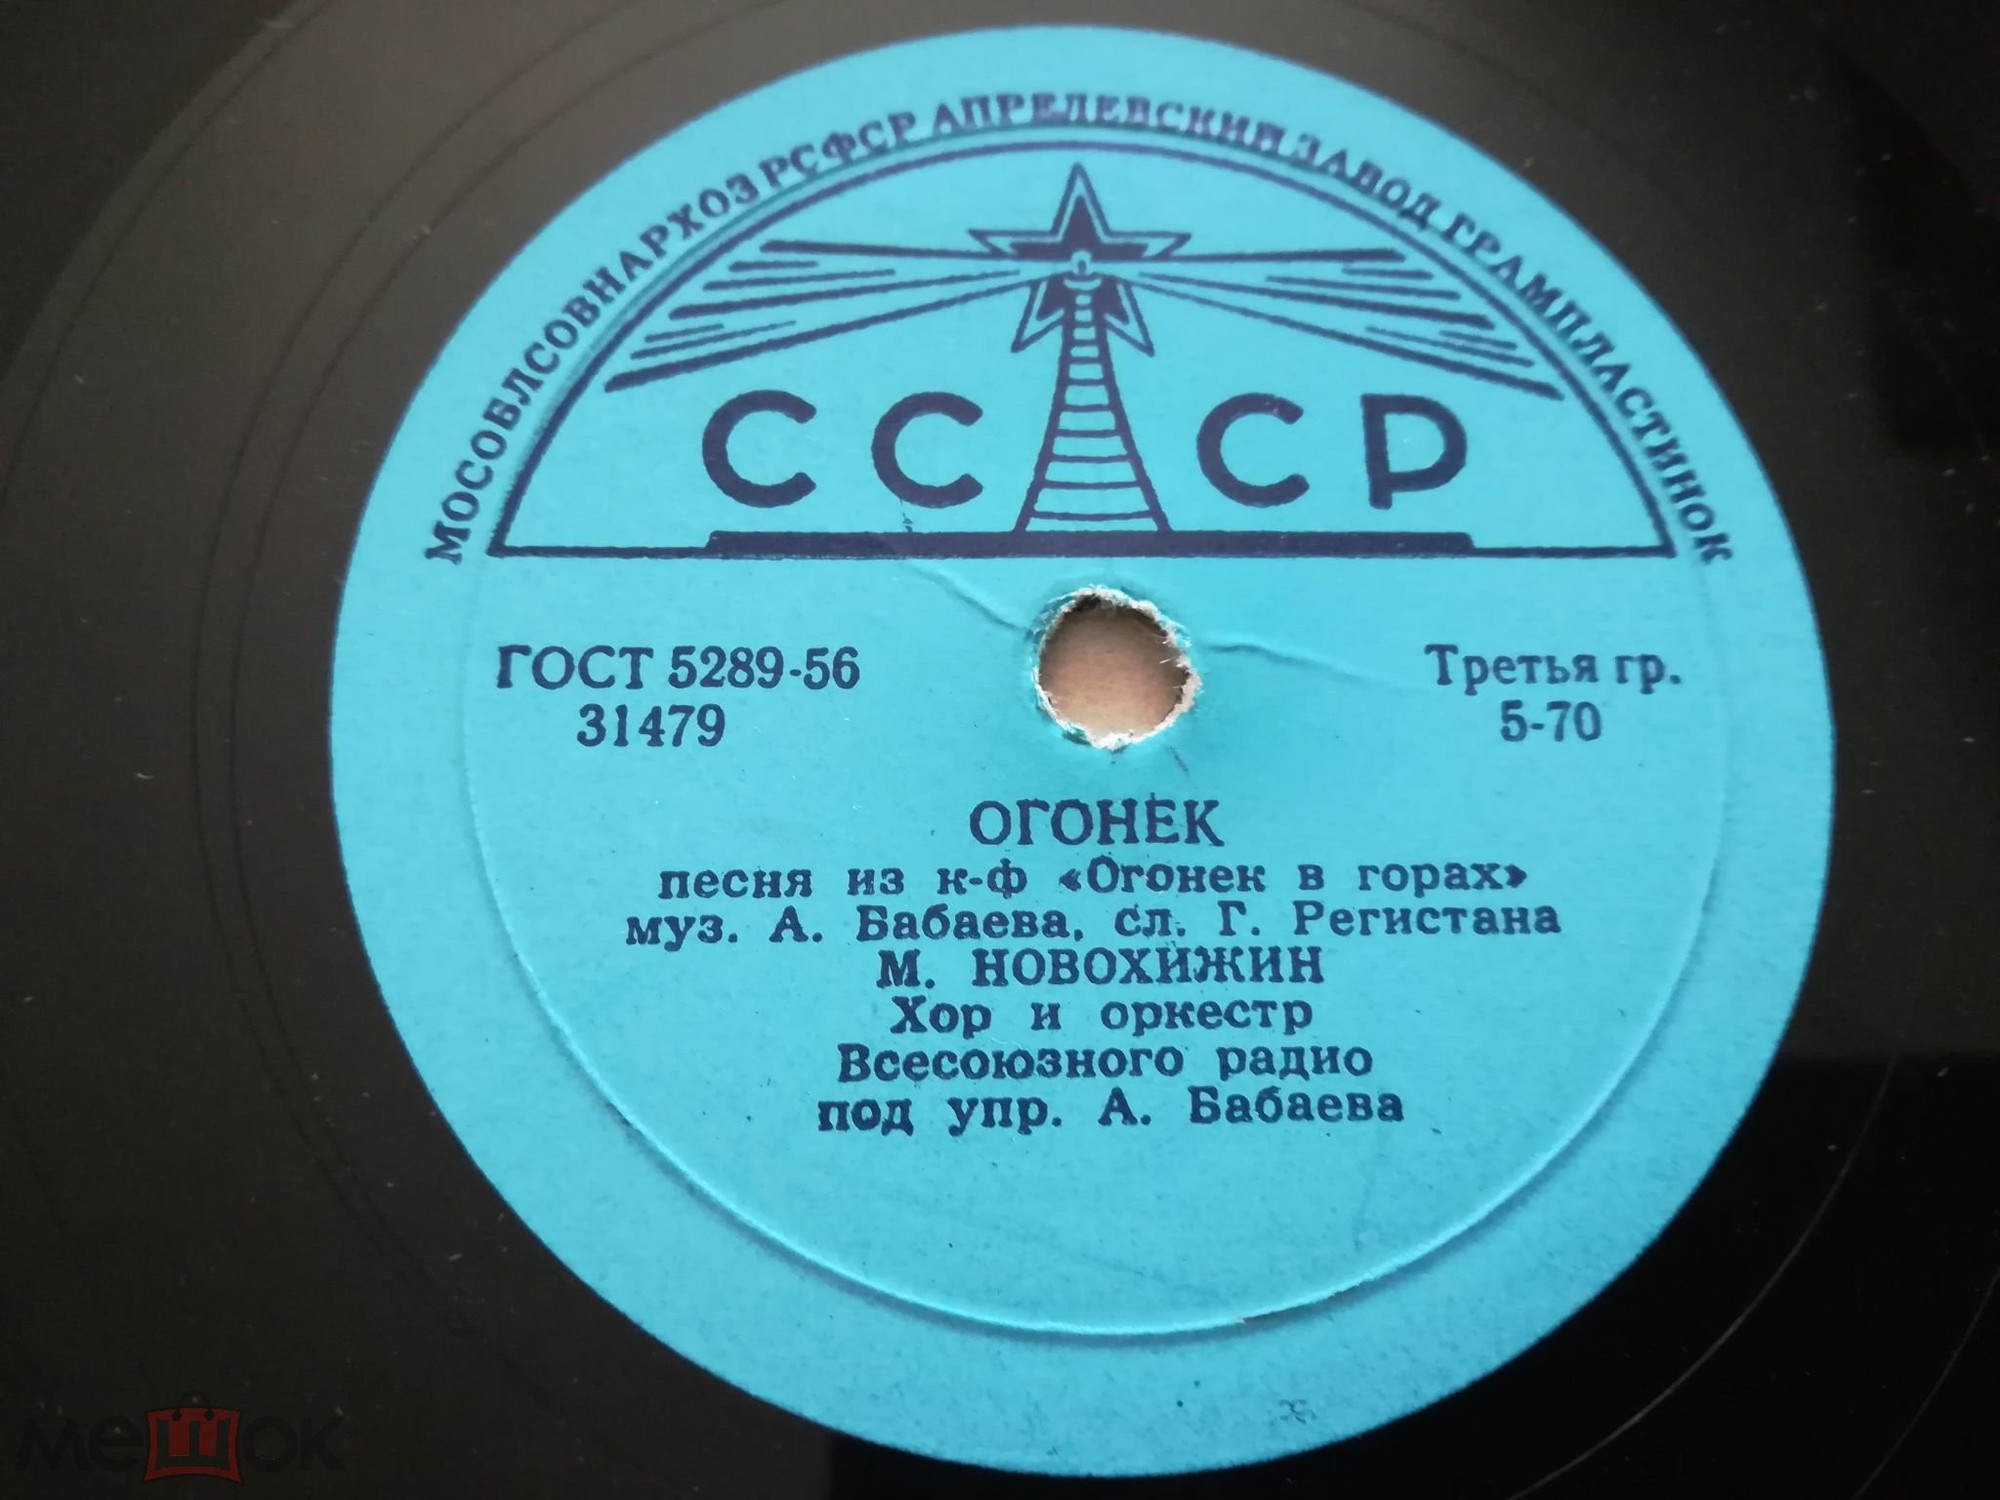 МОСОБЛСОВНАРХОЗ РСФСР АПРЕЛЕВСКИЙ ЗАВОД ГРАМПЛАСТИНОК
СССР
ГОСТ 5289-56
31479
Третья гр.
5-70
ОГОНЕК
песня из к-ф «Огонек в горах»
муз. А. Бабаева, сл. Г. Регистана
М. НОВОХИЖИН
Хор и оркестр
Всесоюзного радио
под упр. А. Бабаева
мешок